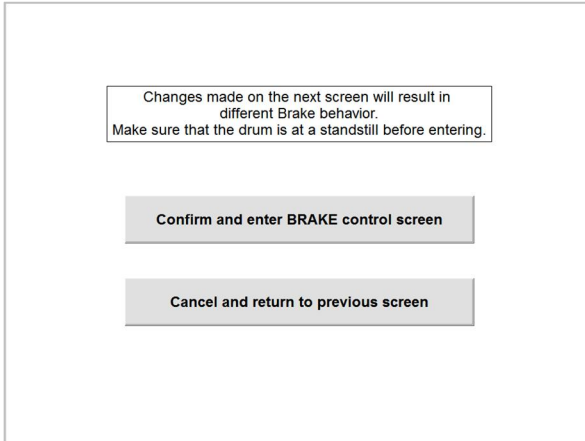 Changes made on the next screen will result in
different Brake behavior.
Make sure that the drum is at a standstill before entering.
Confirm and enter BRAKE control screen
Cancel and return to previous screen